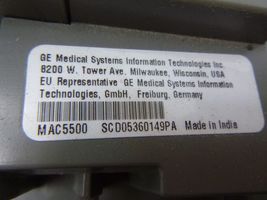 GE Medical Systems Information Technologies Inc.
8200 W. Tower Ave. Milwaukee, Wisconsin, USA
EU Representative GE Medical Systems Information
Technologies, GmbH, Freiburg, Germany
MAC5500 SCD05360149PA Made in India